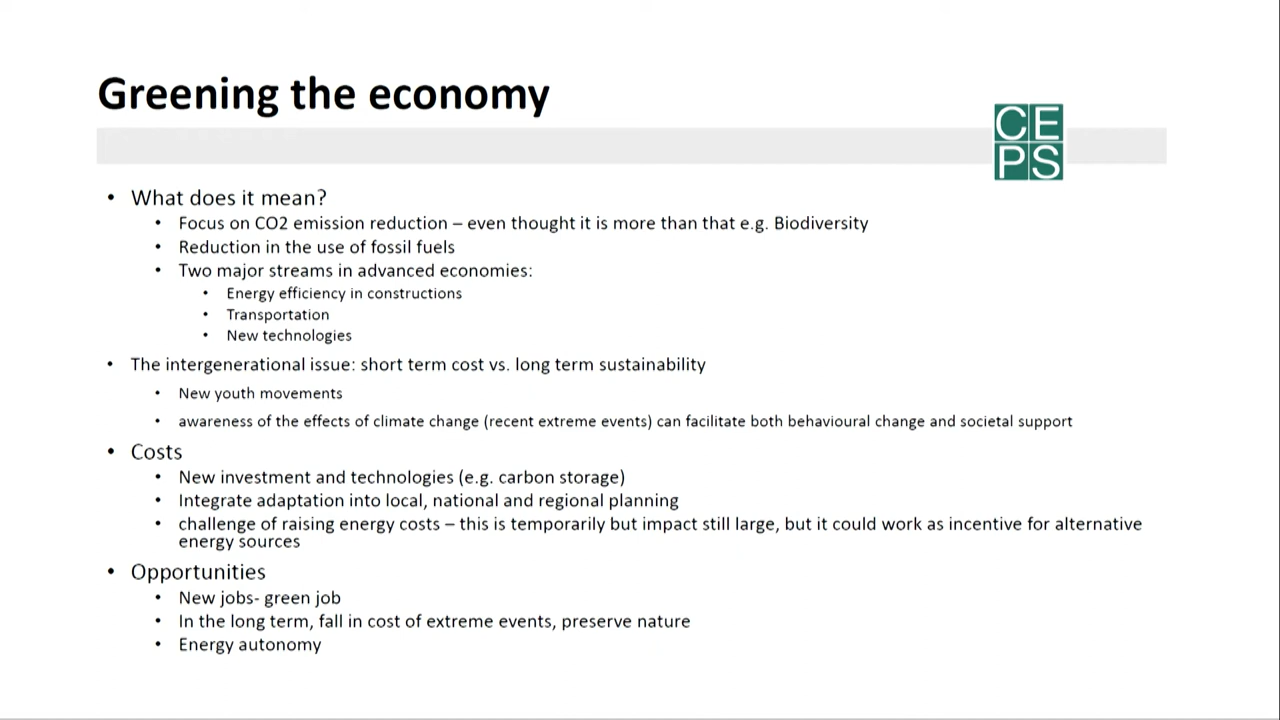 Greening the economy
CE
PS
• What does it mean?
• Focus on CO2 emission reduction – even thought it is more than that e.g. Biodiversity
• Reduction in the use of fossil fuels
• Two major streams in advanced economies:
• Energy efficiency in constructions
• Transportation
• New technologies
• The intergenerational issue: short term cost vs. long term sustainability
• New youth movements
• awareness of the effects of climate change (recent extreme events) can facilitate both behavioural change and societal support
• Costs
• New investment and technologies (e.g. carbon storage)
• Integrate adaptation into local, national and regional planning
• challenge of raising energy costs – this is temporarily but impact still large, but it could work as incentive for alternative
energy sources
• Opportunities
• New jobs- green job
• In the long term, fall in cost of extreme events, preserve nature
• Energy autonomy